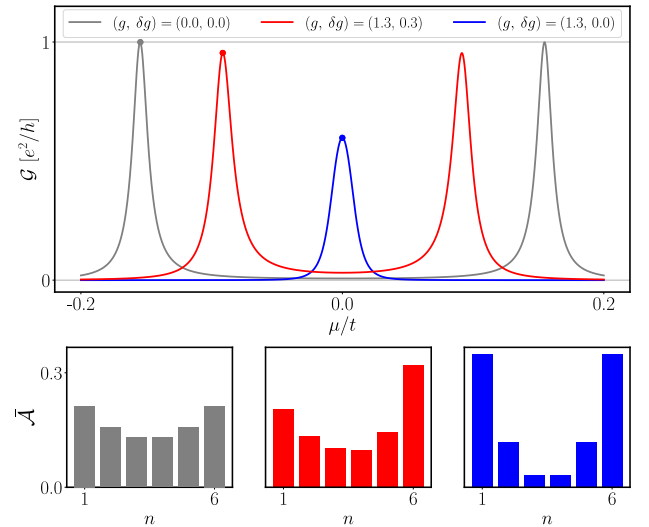 (g, δg) = (0.0, 0.0) (g, δg) = (1.3, 0.3) (g, δg) = (1.3, 0.0)
1
𝒢 [e²/h]
0
-0.2 0.0 0.2
μ/t
0.3
𝒜̄
0.0
1 6 1 6 1 6
n n n